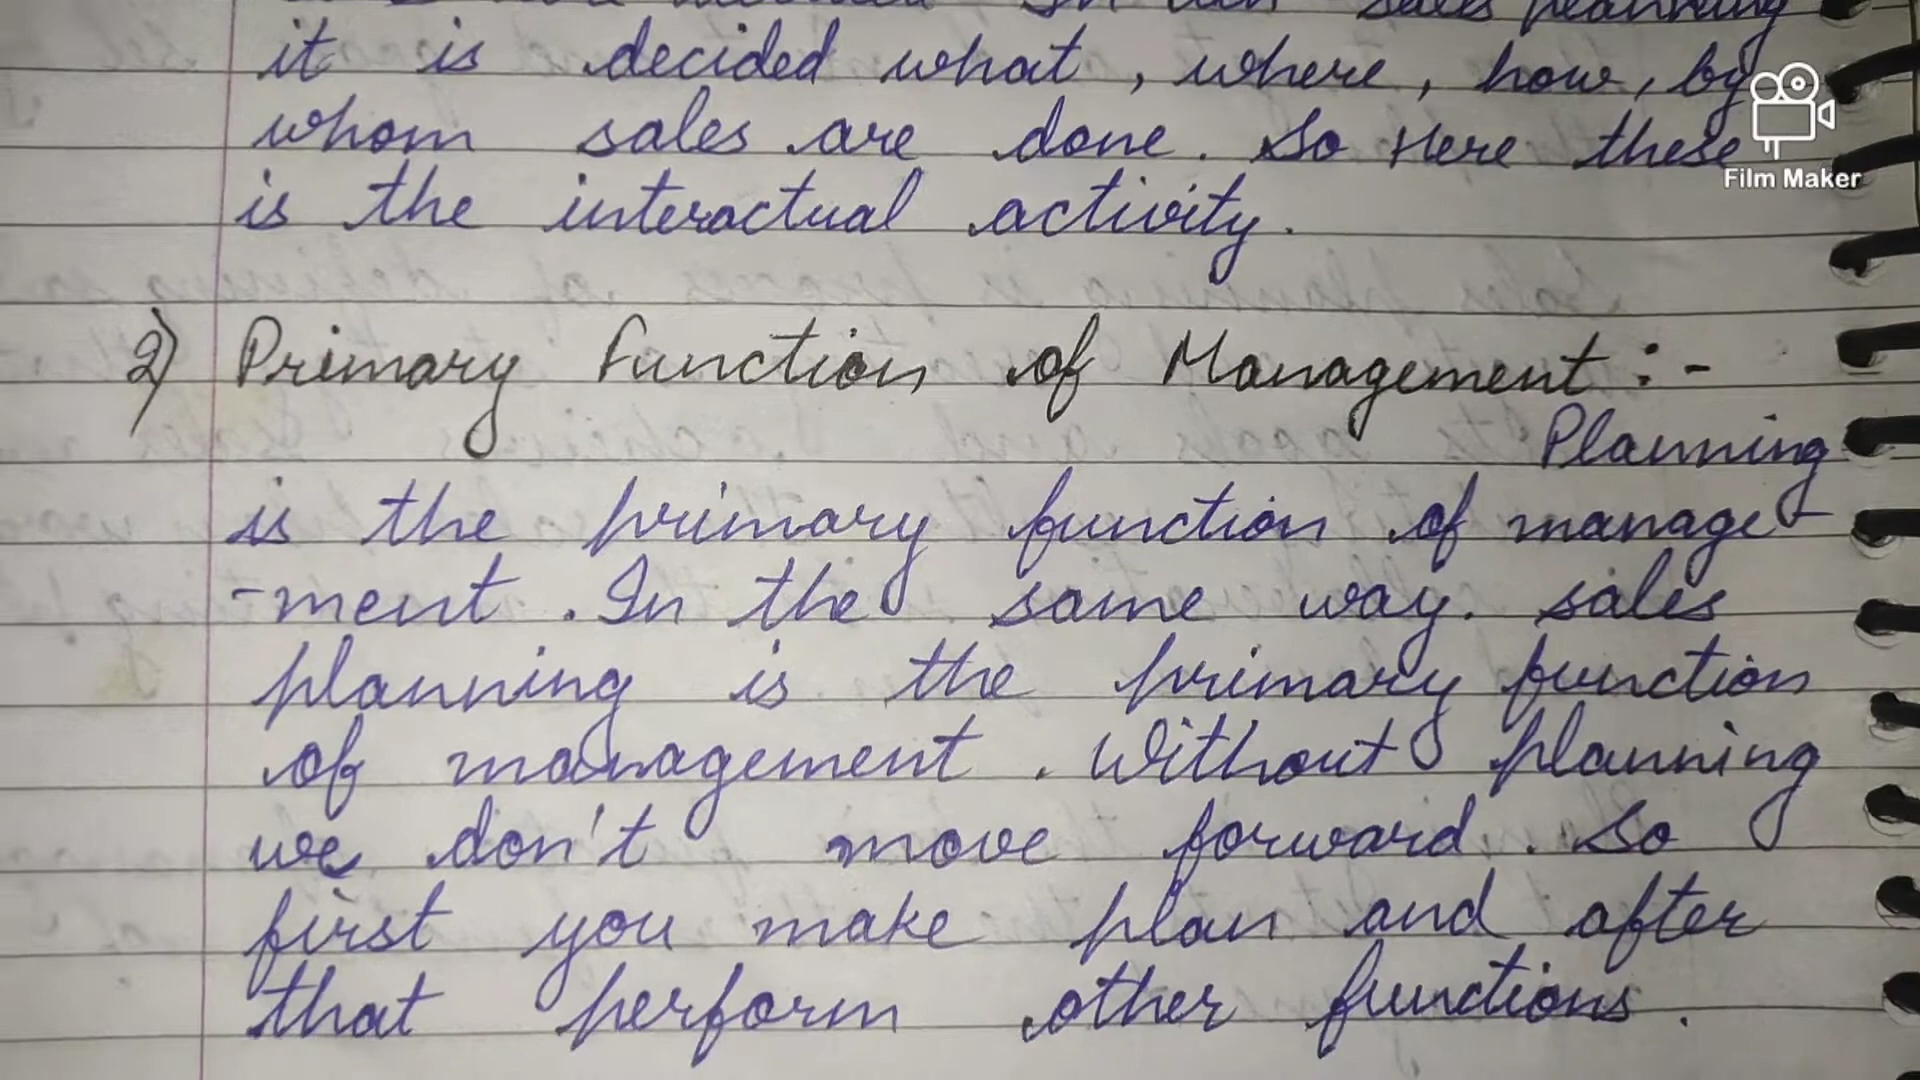 sales planning
it is decided what, where, how, by
whom sales are done. So Here these
is the interactual activity.
2) Primary Function of Management :-
Planning
is the primary function of manage-
-ment. In the same way. sales
planning is the primary function
of management. Without planning
we don't move forward. So
first you make plan and after
that perform other functions.
Film Maker